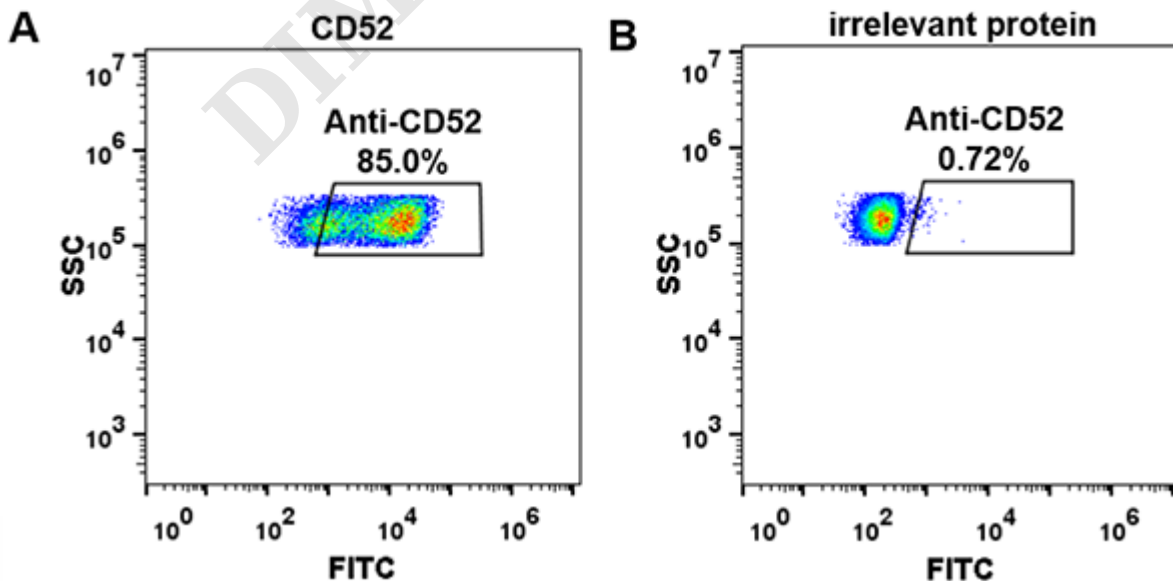 A
CD52
Anti-CD52
85.0%
10^7
10^6
10^5
10^4
10^3
SSC
10^0 10^2 10^4 10^6
FITC
DIM
B
irrelevant protein
Anti-CD52
0.72%
10^7
10^6
10^5
10^4
10^3
SSC
10^0 10^2 10^4 10^6
FITC